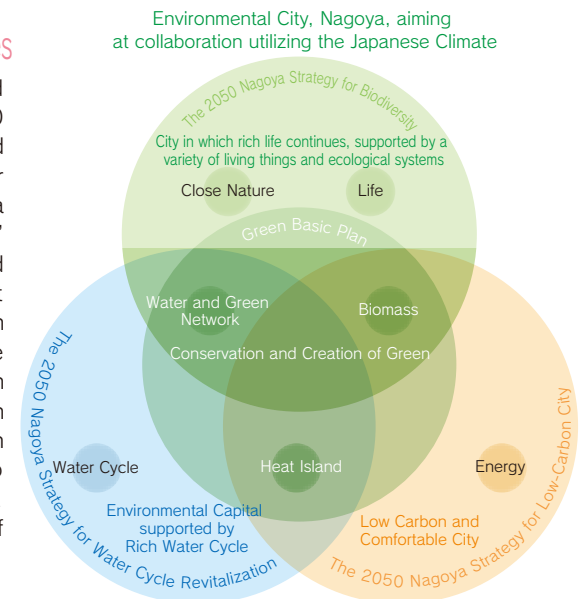 Environmental City, Nagoya, aiming
at collaboration utilizing the Japanese Climate
The 2050 Nagoya Strategy for Biodiversity
City in which rich life continues, supported by a
variety of living things and ecological systems
Close Nature
Life
Green Basic Plan
Water and Green
Network
Biomass
Conservation and Creation of Green
The 2050 Nagoya Strategy for Water Cycle Revitalization
The 2050 Nagoya Strategy for Low-Carbon City
Water Cycle
Heat Island
Energy
Environmental Capital
supported by
Rich Water Cycle
Low Carbon and
Comfortable City